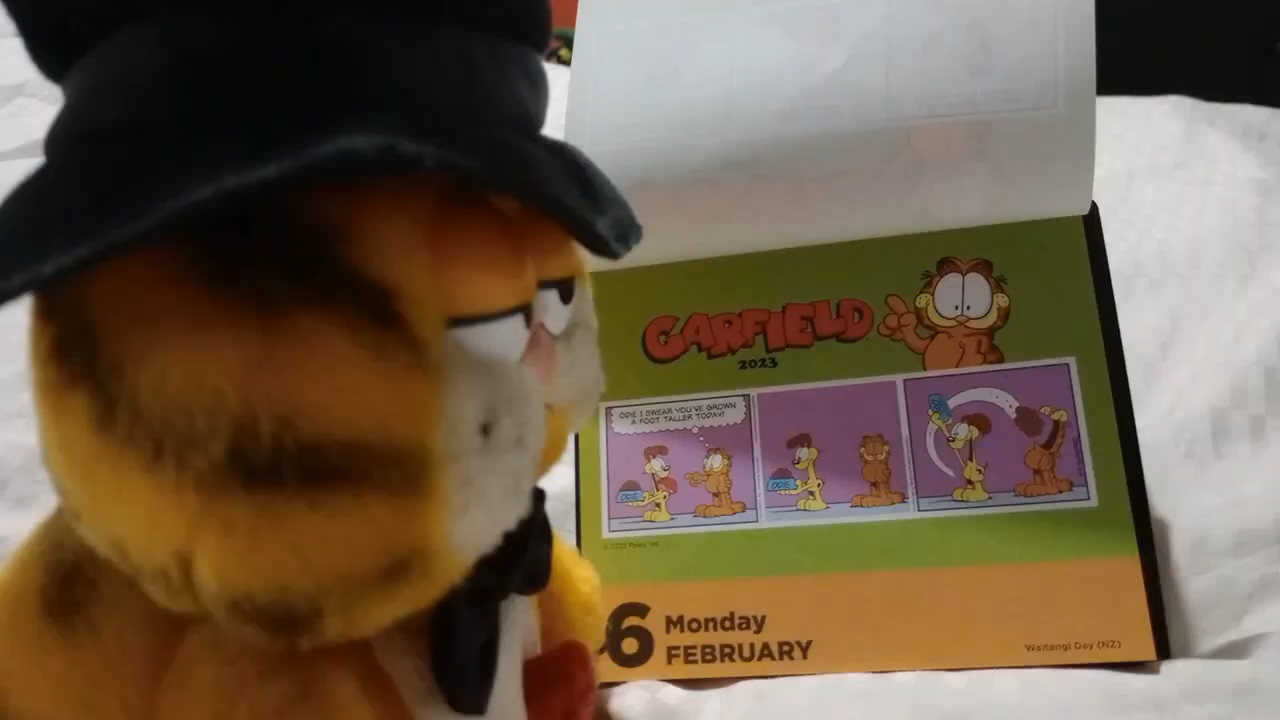 GARFIELD
2023
ODIE I SWEAR YOU'VE GROWN
A FOOT TALLER TODAY!
ODIE
ODIE
6 Monday
FEBRUARY
Waitangi Day (NZ)